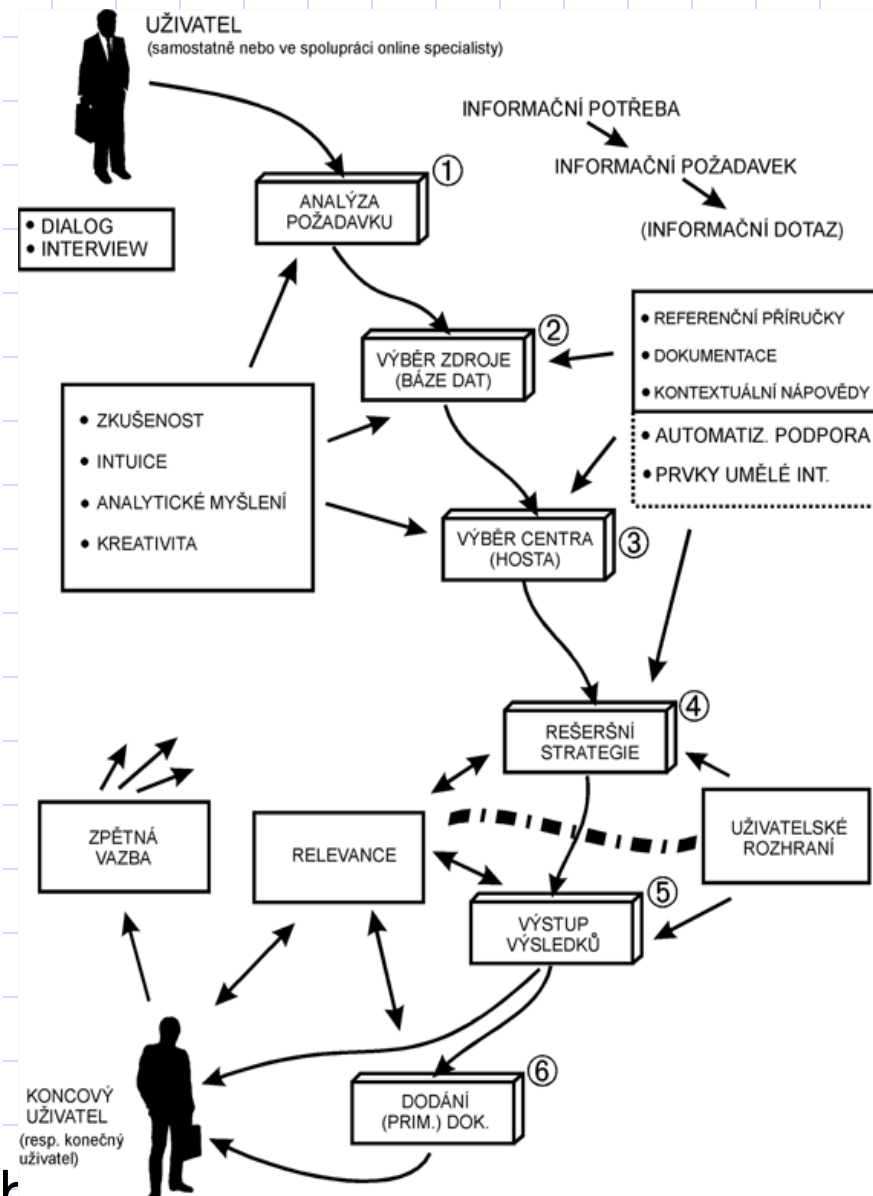 UŽIVATEL
(samostatně nebo ve spolupráci online specialisty)
INFORMAČNÍ POTŘEBA
INFORMAČNÍ POŽADAVEK
(INFORMAČNÍ DOTAZ)
①
ANALÝZA
POŽADAVKU
• DIALOG
• INTERVIEW
②
VÝBĚR ZDROJE
(BÁZE DAT)
• REFERENČNÍ PŘÍRUČKY
• DOKUMENTACE
• KONTEXTUÁLNÍ NÁPOVĚDY
• AUTOMATIZ. PODPORA
• PRVKY UMĚLÉ INT.
• ZKUŠENOST
• INTUICE
• ANALYTICKÉ MYŠLENÍ
• KREATIVITA
VÝBĚR CENTRA
(HOSTA)
③
④
REŠERŠNÍ
STRATEGIE
ZPĚTNÁ
VAZBA
RELEVANCE
UŽIVATELSKÉ
ROZHRANÍ
⑤
VÝSTUP
VÝSLEDKŮ
⑥
DODÁNÍ
(PRIM.) DOK.
KONCOVÝ
UŽIVATEL
(resp. konečný
uživatel)